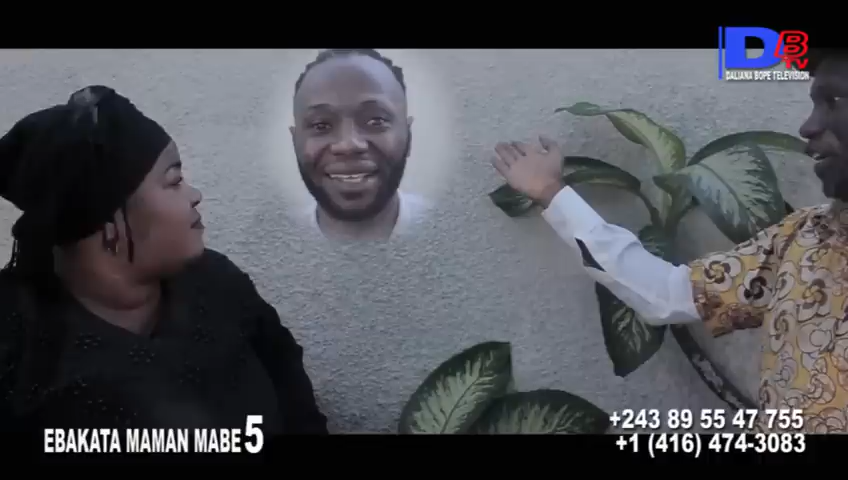 DBTV
DALIANA BOPE TELEVISION
EBAKATA MAMAN MABE 5
+243 89 55 47 755
+1 (416) 474-3083